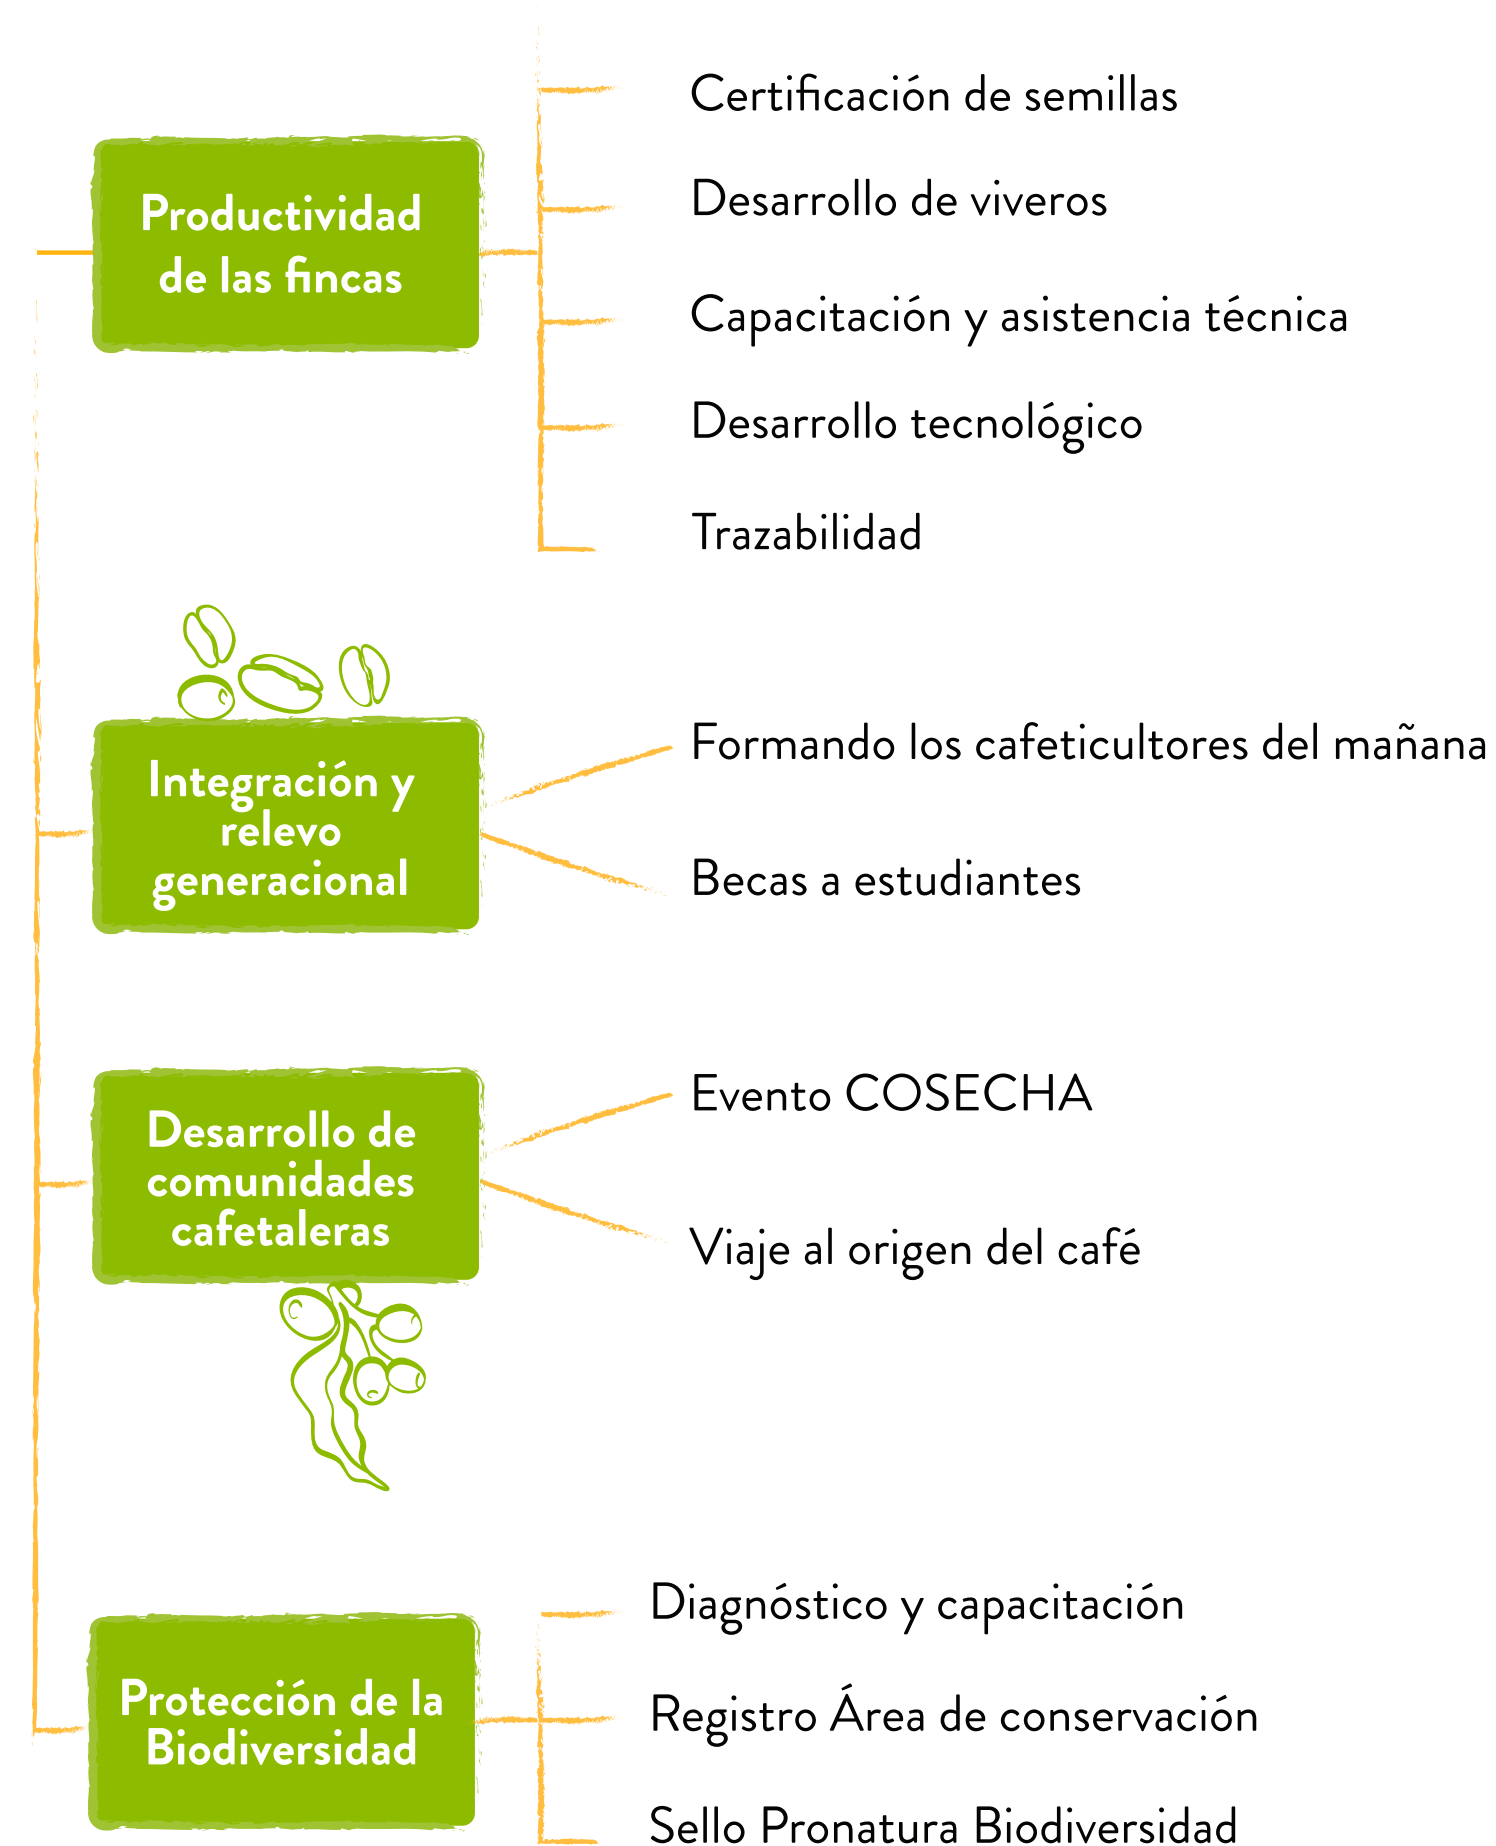 Productividad
de las fincas
Certificación de semillas
Desarrollo de viveros
Capacitación y asistencia técnica
Desarrollo tecnológico
Trazabilidad
Integración y
relevo
generacional
Formando los cafeticultores del mañana
Becas a estudiantes
Desarrollo de
comunidades
cafetaleras
Evento COSECHA
Viaje al origen del café
Protección de la
Biodiversidad
Diagnóstico y capacitación
Registro Área de conservación
Sello Pronatura Biodiversidad